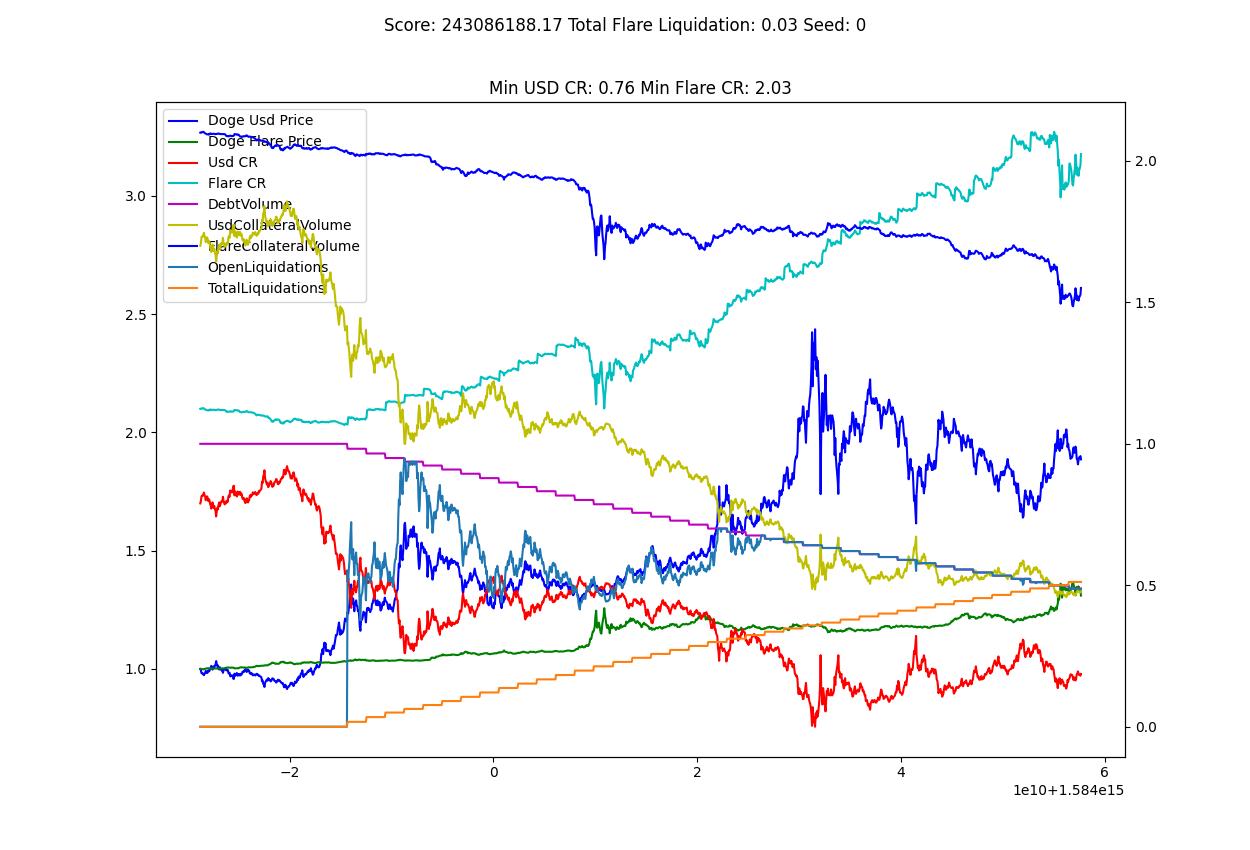 Score: 243086188.17 Total Flare Liquidation: 0.03 Seed: 0
Min USD CR: 0.76 Min Flare CR: 2.03
Doge Usd Price
Doge Flare Price
Usd CR
Flare CR
DebtVolume
UsdCollateralVolume
FlareCollateralVolume
OpenLiquidations
TotalLiquidations
3.0
2.5
2.0
1.5
1.0
2.0
1.5
1.0
0.5
0.0
−2
0
2
4
6
1e10+1.584e15